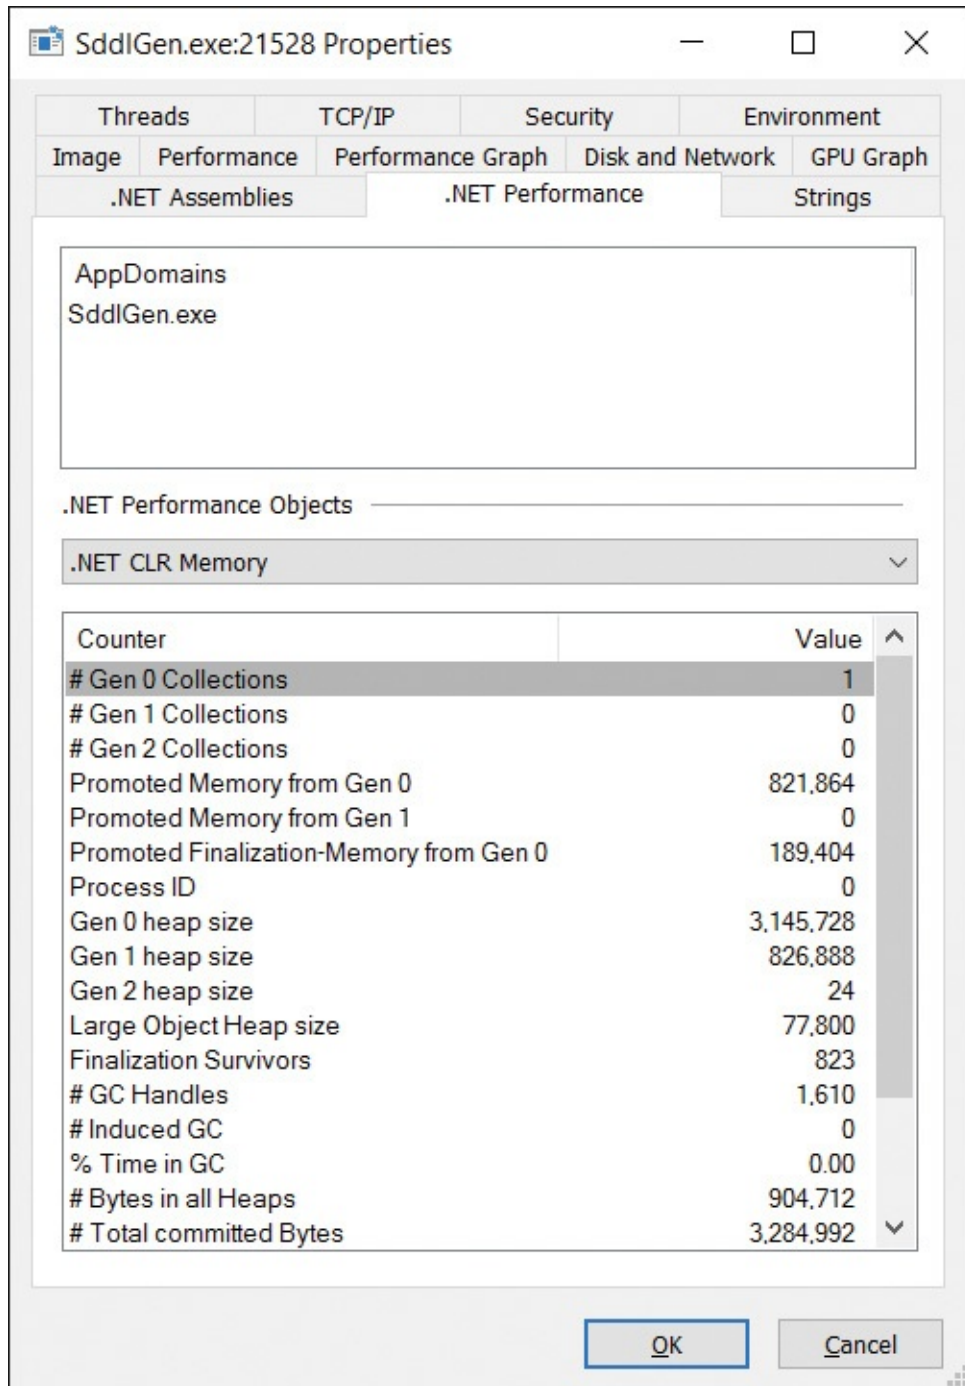 SddlGen.exe:21528 Properties
Threads TCP/IP Security Environment
Image Performance Performance Graph Disk and Network GPU Graph
.NET Assemblies .NET Performance Strings
AppDomains
SddlGen.exe
.NET Performance Objects
.NET CLR Memory
Counter Value
# Gen 0 Collections 1
# Gen 1 Collections 0
# Gen 2 Collections 0
Promoted Memory from Gen 0 821,864
Promoted Memory from Gen 1 0
Promoted Finalization-Memory from Gen 0 189,404
Process ID 0
Gen 0 heap size 3,145,728
Gen 1 heap size 826,888
Gen 2 heap size 24
Large Object Heap size 77,800
Finalization Survivors 823
# GC Handles 1,610
# Induced GC 0
% Time in GC 0.00
# Bytes in all Heaps 904,712
# Total committed Bytes 3,284,992
OK Cancel